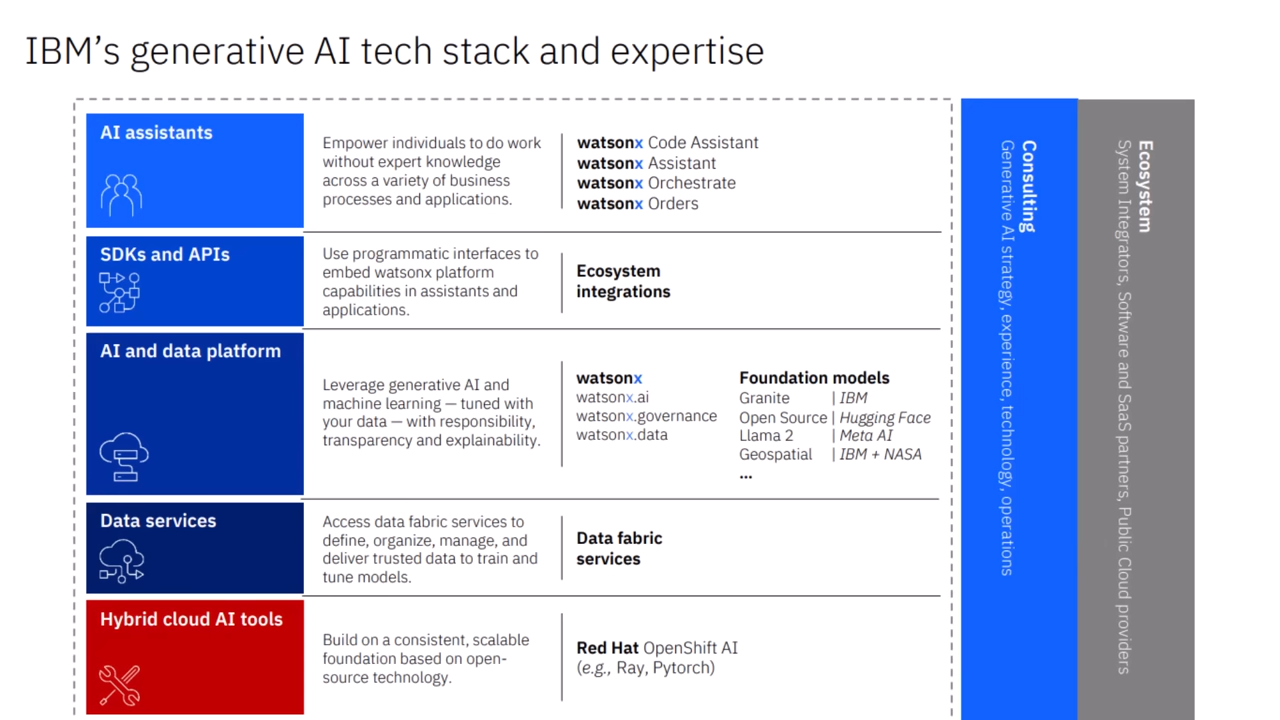 IBM’s generative AI tech stack and expertise
AI assistants
Empower individuals to do work
without expert knowledge
across a variety of business
processes and applications.
watsonx Code Assistant
watsonx Assistant
watsonx Orchestrate
watsonx Orders
SDKs and APIs
Use programmatic interfaces to
embed watsonx platform
capabilities in assistants and
applications.
Ecosystem
integrations
AI and data platform
Leverage generative AI and
machine learning — tuned with
your data — with responsibility,
transparency and explainability.
watsonx
watsonx.ai
watsonx.governance
watsonx.data
Foundation models
Granite | IBM
Open Source | Hugging Face
Llama 2 | Meta AI
Geospatial | IBM + NASA
...
Data services
Access data fabric services to
define, organize, manage, and
deliver trusted data to train and
tune models.
Data fabric
services
Hybrid cloud AI tools
Build on a consistent, scalable
foundation based on open-
source technology.
Red Hat OpenShift AI
(e.g., Ray, Pytorch)
Consulting
Generative AI strategy, experience, technology, operations
Ecosystem
System Integrators, Software and SaaS partners, Public Cloud providers